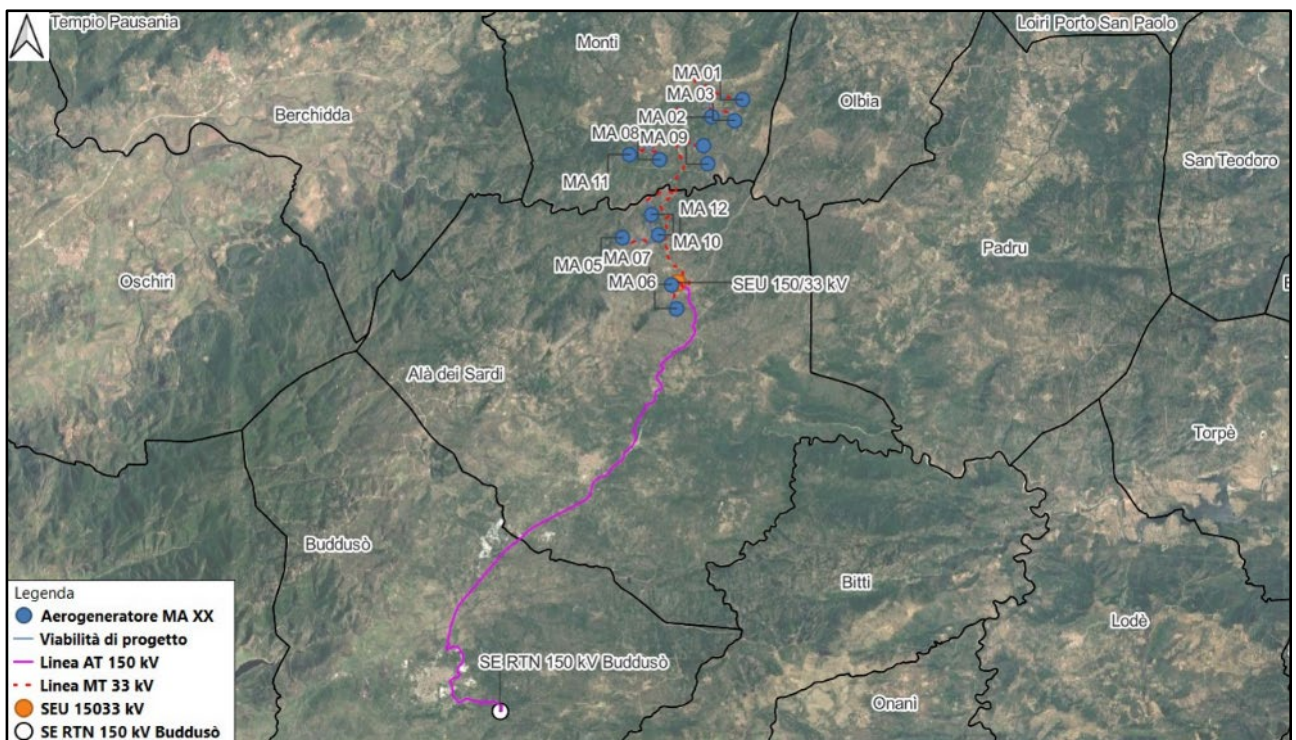 Tempio Pausania
Loiri Porto San Paolo
Monti
MA 01
MA 03
Olbia
Berchidda
MA 02
MA 08
MA 09
San Teodoro
MA 11
MA 12
MA 10
Padru
MA 07
MA 05
Oschiri
MA 06
SEU 150/33 kV
Alà dei Sardi
Torpè
Buddusò
Bitti
Lodè
SE RTN 150 kV Buddusò
Onanì
Legenda
Aerogeneratore MA XX
Viabilità di progetto
Linea AT 150 kV
Linea MT 33 kV
SEU 15033 kV
SE RTN 150 kV Buddusò